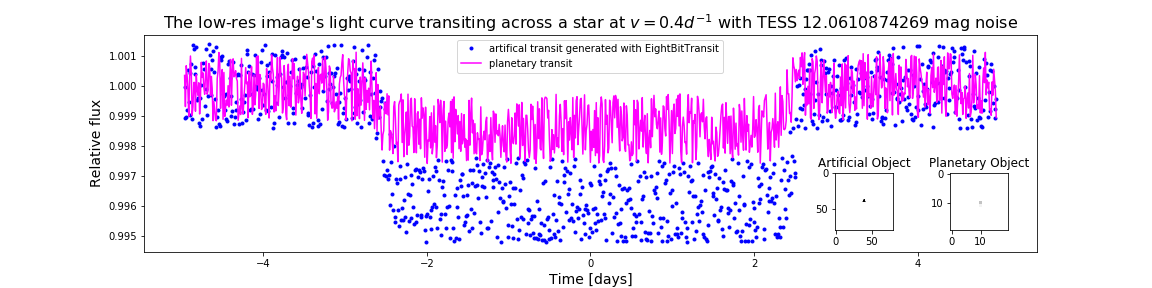 The low-res image's light curve transiting across a star at v = 0.4d⁻¹ with TESS 12.0610874269 mag noise
artifical transit generated with EightBitTransit
planetary transit
Relative flux
1.001
1.000
0.999
0.998
0.997
0.996
0.995
Artificial Object
0
50
0 50
Planetary Object
0
10
0 10
−4 −2 0 2 4
Time [days]